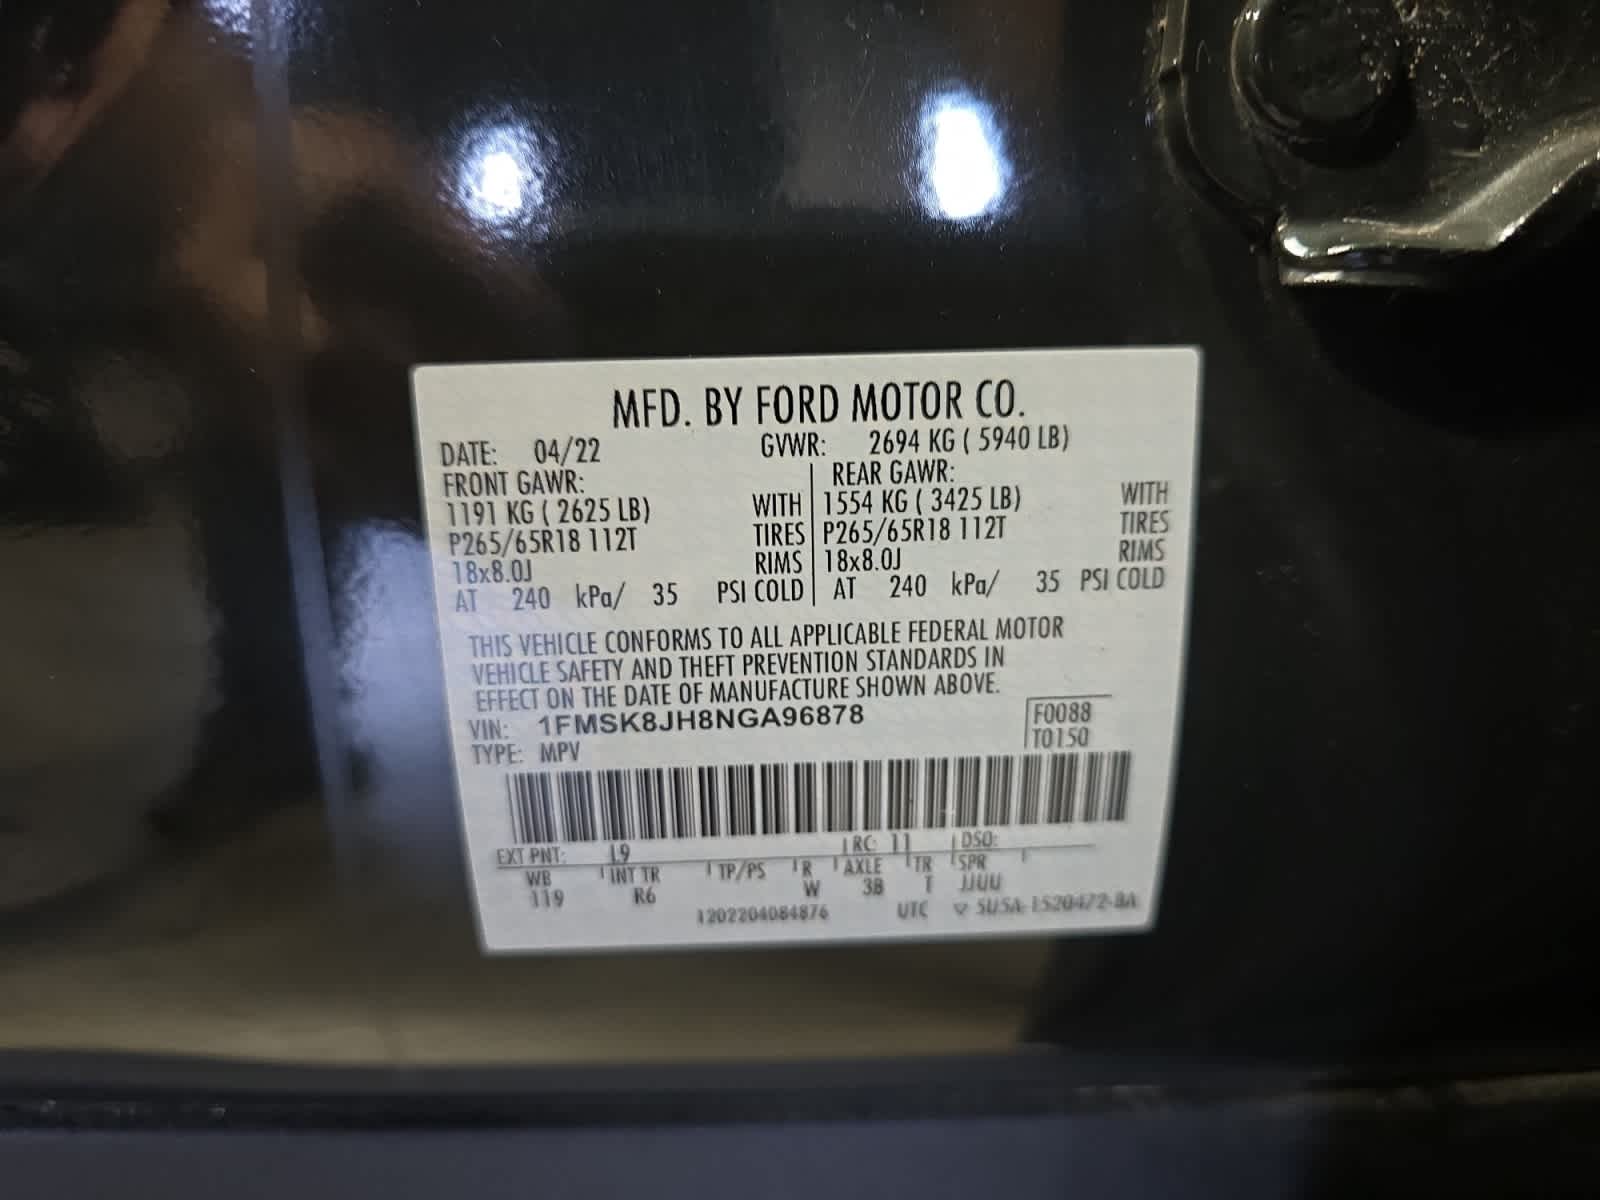 MFD. BY FORD MOTOR CO.
DATE: 04/22 GVWR: 2694 KG ( 5940 LB)
FRONT GAWR: REAR GAWR:
1191 KG ( 2625 LB) WITH 1554 KG ( 3425 LB) WITH
P265/65R18 112T TIRES P265/65R18 112T TIRES
18x8.0J RIMS 18x8.0J RIMS
AT 240 kPa/ 35 PSI COLD AT 240 kPa/ 35 PSI COLD
THIS VEHICLE CONFORMS TO ALL APPLICABLE FEDERAL MOTOR
VEHICLE SAFETY AND THEFT PREVENTION STANDARDS IN
EFFECT ON THE DATE OF MANUFACTURE SHOWN ABOVE.
VIN: 1FMSK8JH8NGA96878 F0088
TYPE: MPV T0150
EXT PNT: L9 RC: 11 DSO:
WB INT TR TP/PS R AXLE TR SPR
119 R6 W 3B T JJUU
1202204084876 UTC ▽ 5U5A-1520472-BA